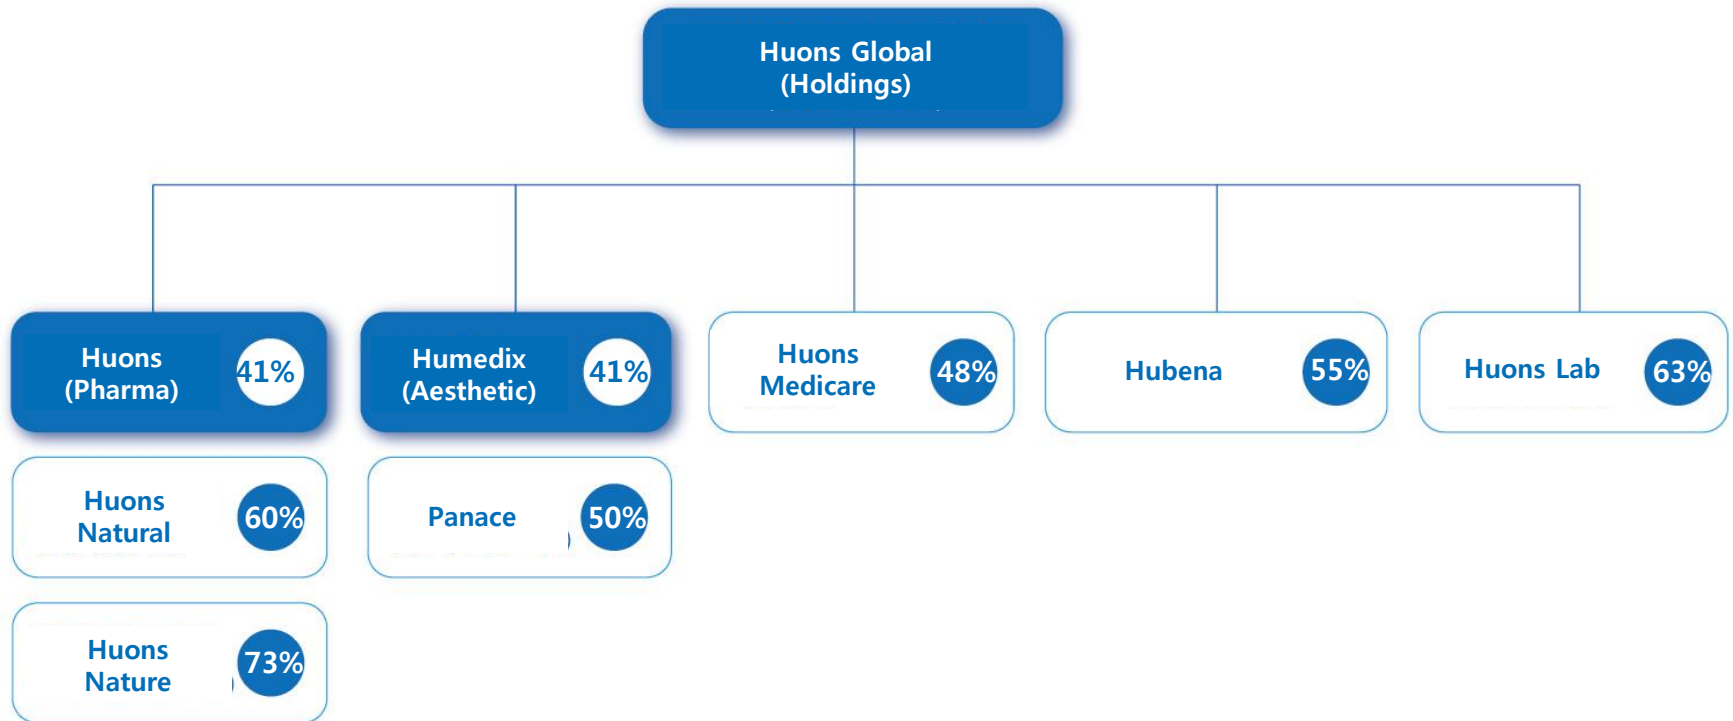 Huons Global
(Holdings)
Huons
(Pharma)
41%
Humedix
(Aesthetic)
41%
Huons
Medicare
48%
Hubena
55%
Huons Lab
63%
Huons
Natural
60%
Panace
50%
Huons
Nature
73%